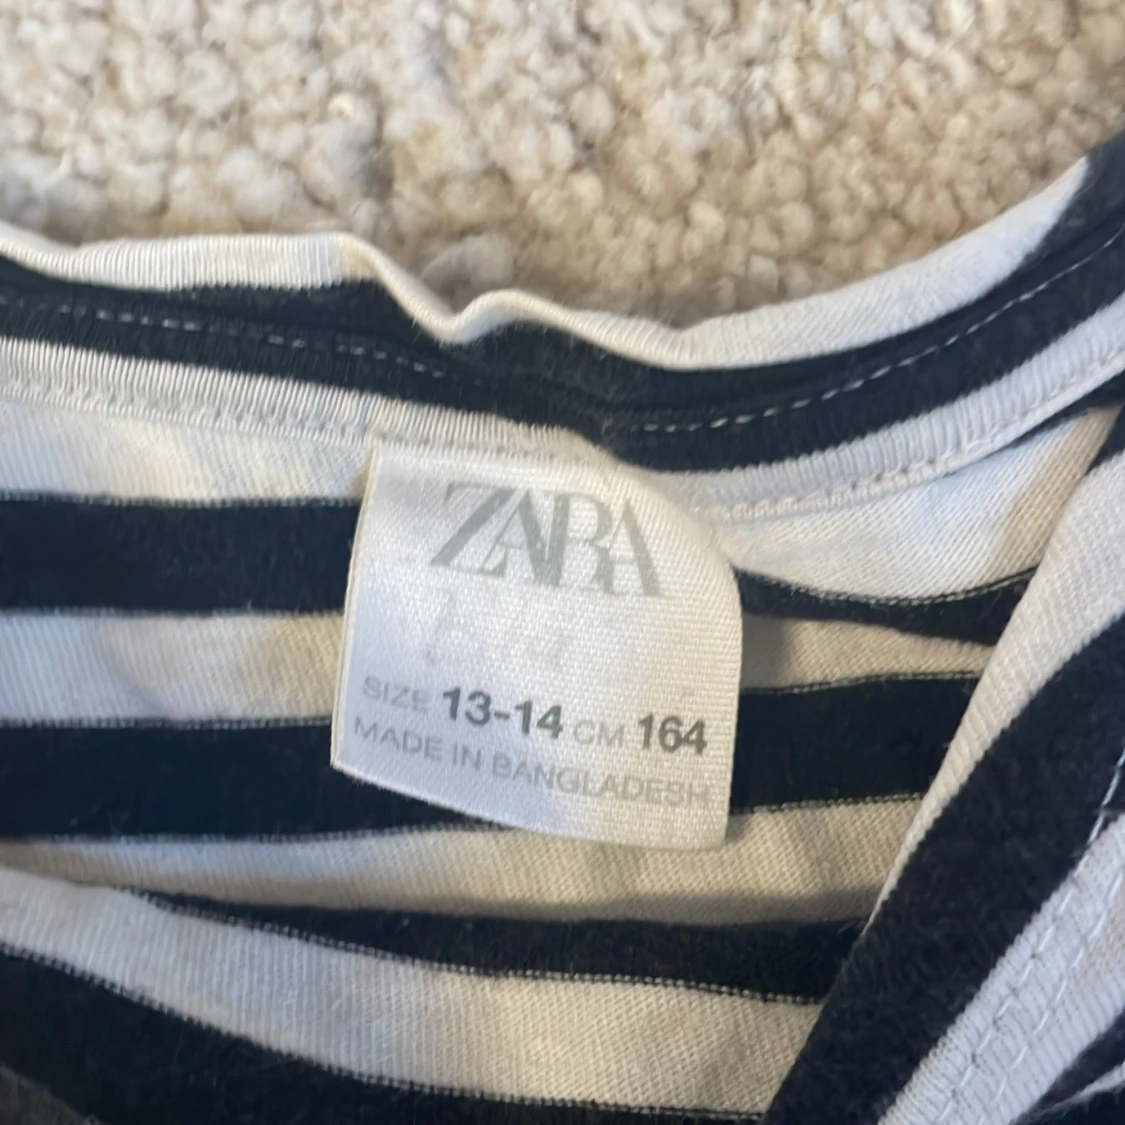 ZARA
SIZE 13-14 CM 164
MADE IN BANGLADESH